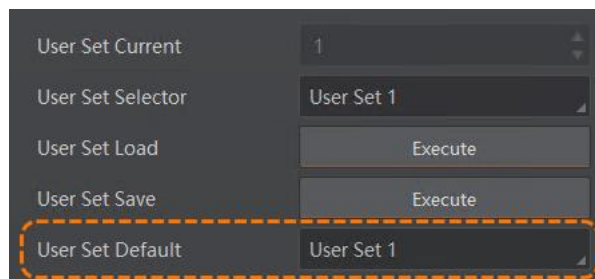 User Set Current 1
User Set Selector User Set 1
User Set Load Execute
User Set Save Execute
User Set Default User Set 1